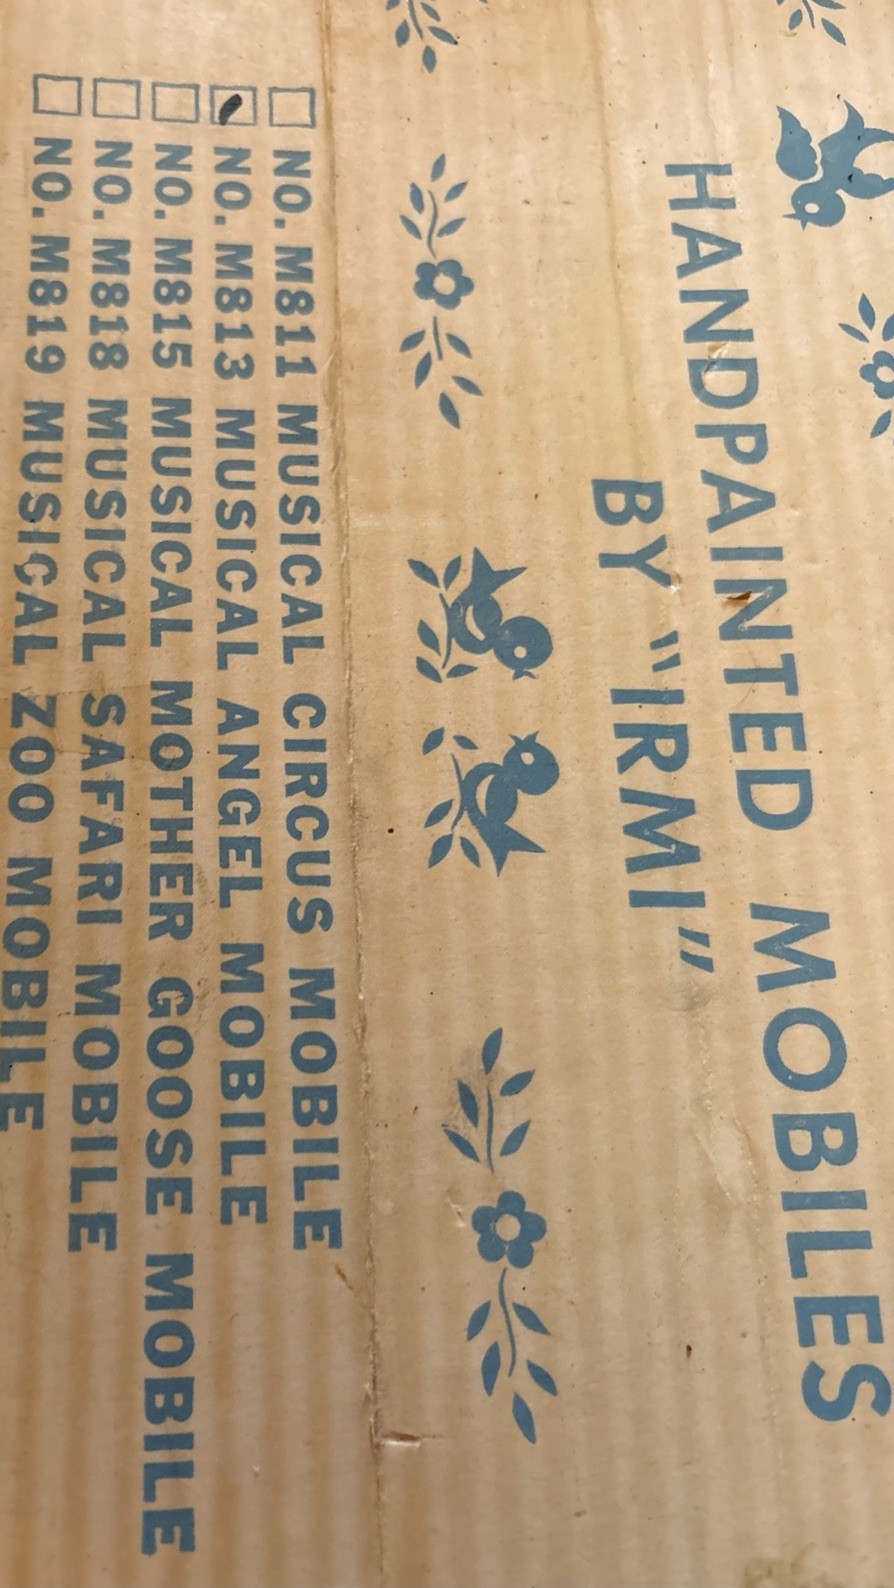 HANDPAINTED MOBILES
BY "IRMI"
NO. M811 MUSICAL CIRCUS MOBILE
NO. M813 MUSICAL ANGEL MOBILE
NO. M815 MUSICAL MOTHER GOOSE MOBILE
NO. M818 MUSICAL SAFARI MOBILE
NO. M819 MUSICAL ZOO MOBILE